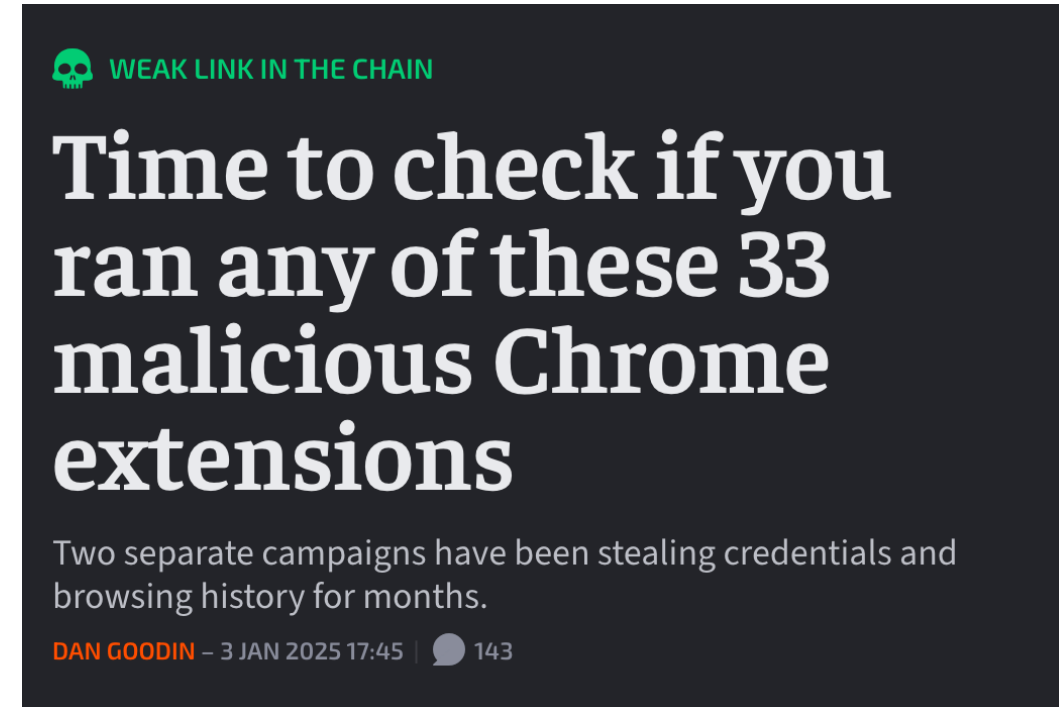 WEAK LINK IN THE CHAIN
Time to check if you
ran any of these 33
malicious Chrome
extensions
Two separate campaigns have been stealing credentials and
browsing history for months.
DAN GOODIN – 3 JAN 2025 17:45 | 143